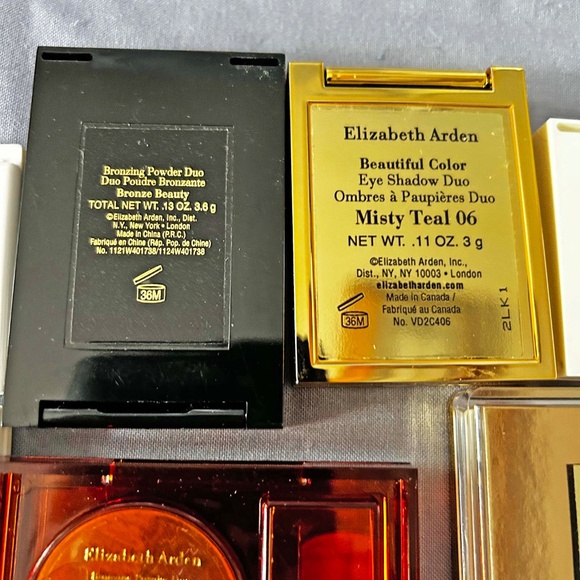 Bronzing Powder Duo
Duo Poudre Bronzante
Bronze Beauty
TOTAL NET WT. .13 OZ. 3.6 g
©Elizabeth Arden, Inc., Dist.
N.Y., New York • London
Made in China (P.R.C.)
Fabriqué en Chine (Rép. Pop. de Chine)
No. 1121W401738/1124W401738
36M
Elizabeth Arden
Beautiful Color
Eye Shadow Duo
Ombres à Paupières Duo
Misty Teal 06
NET WT. .11 OZ. 3 g
©Elizabeth Arden, Inc.,
Dist., NY, NY 10003 • London
elizabetharden.com
Made in Canada /
Fabriqué au Canada
No. VD2C406
36M
2LK1
Elizabeth Arden